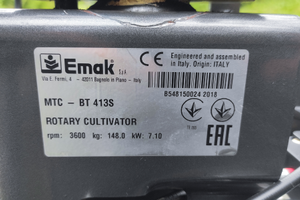 Emak S.p.A.
Via E. Fermi, 4 - 42011 Bagnolo in Piano - Italy
CE
Engineered and assembled
in Italy. Origin: ITALY
MTC - BT 413S
8548150024 2018
ROTARY CULTIVATOR
rpm: 3600 kg: 148.0 kW: 7.10
EAC